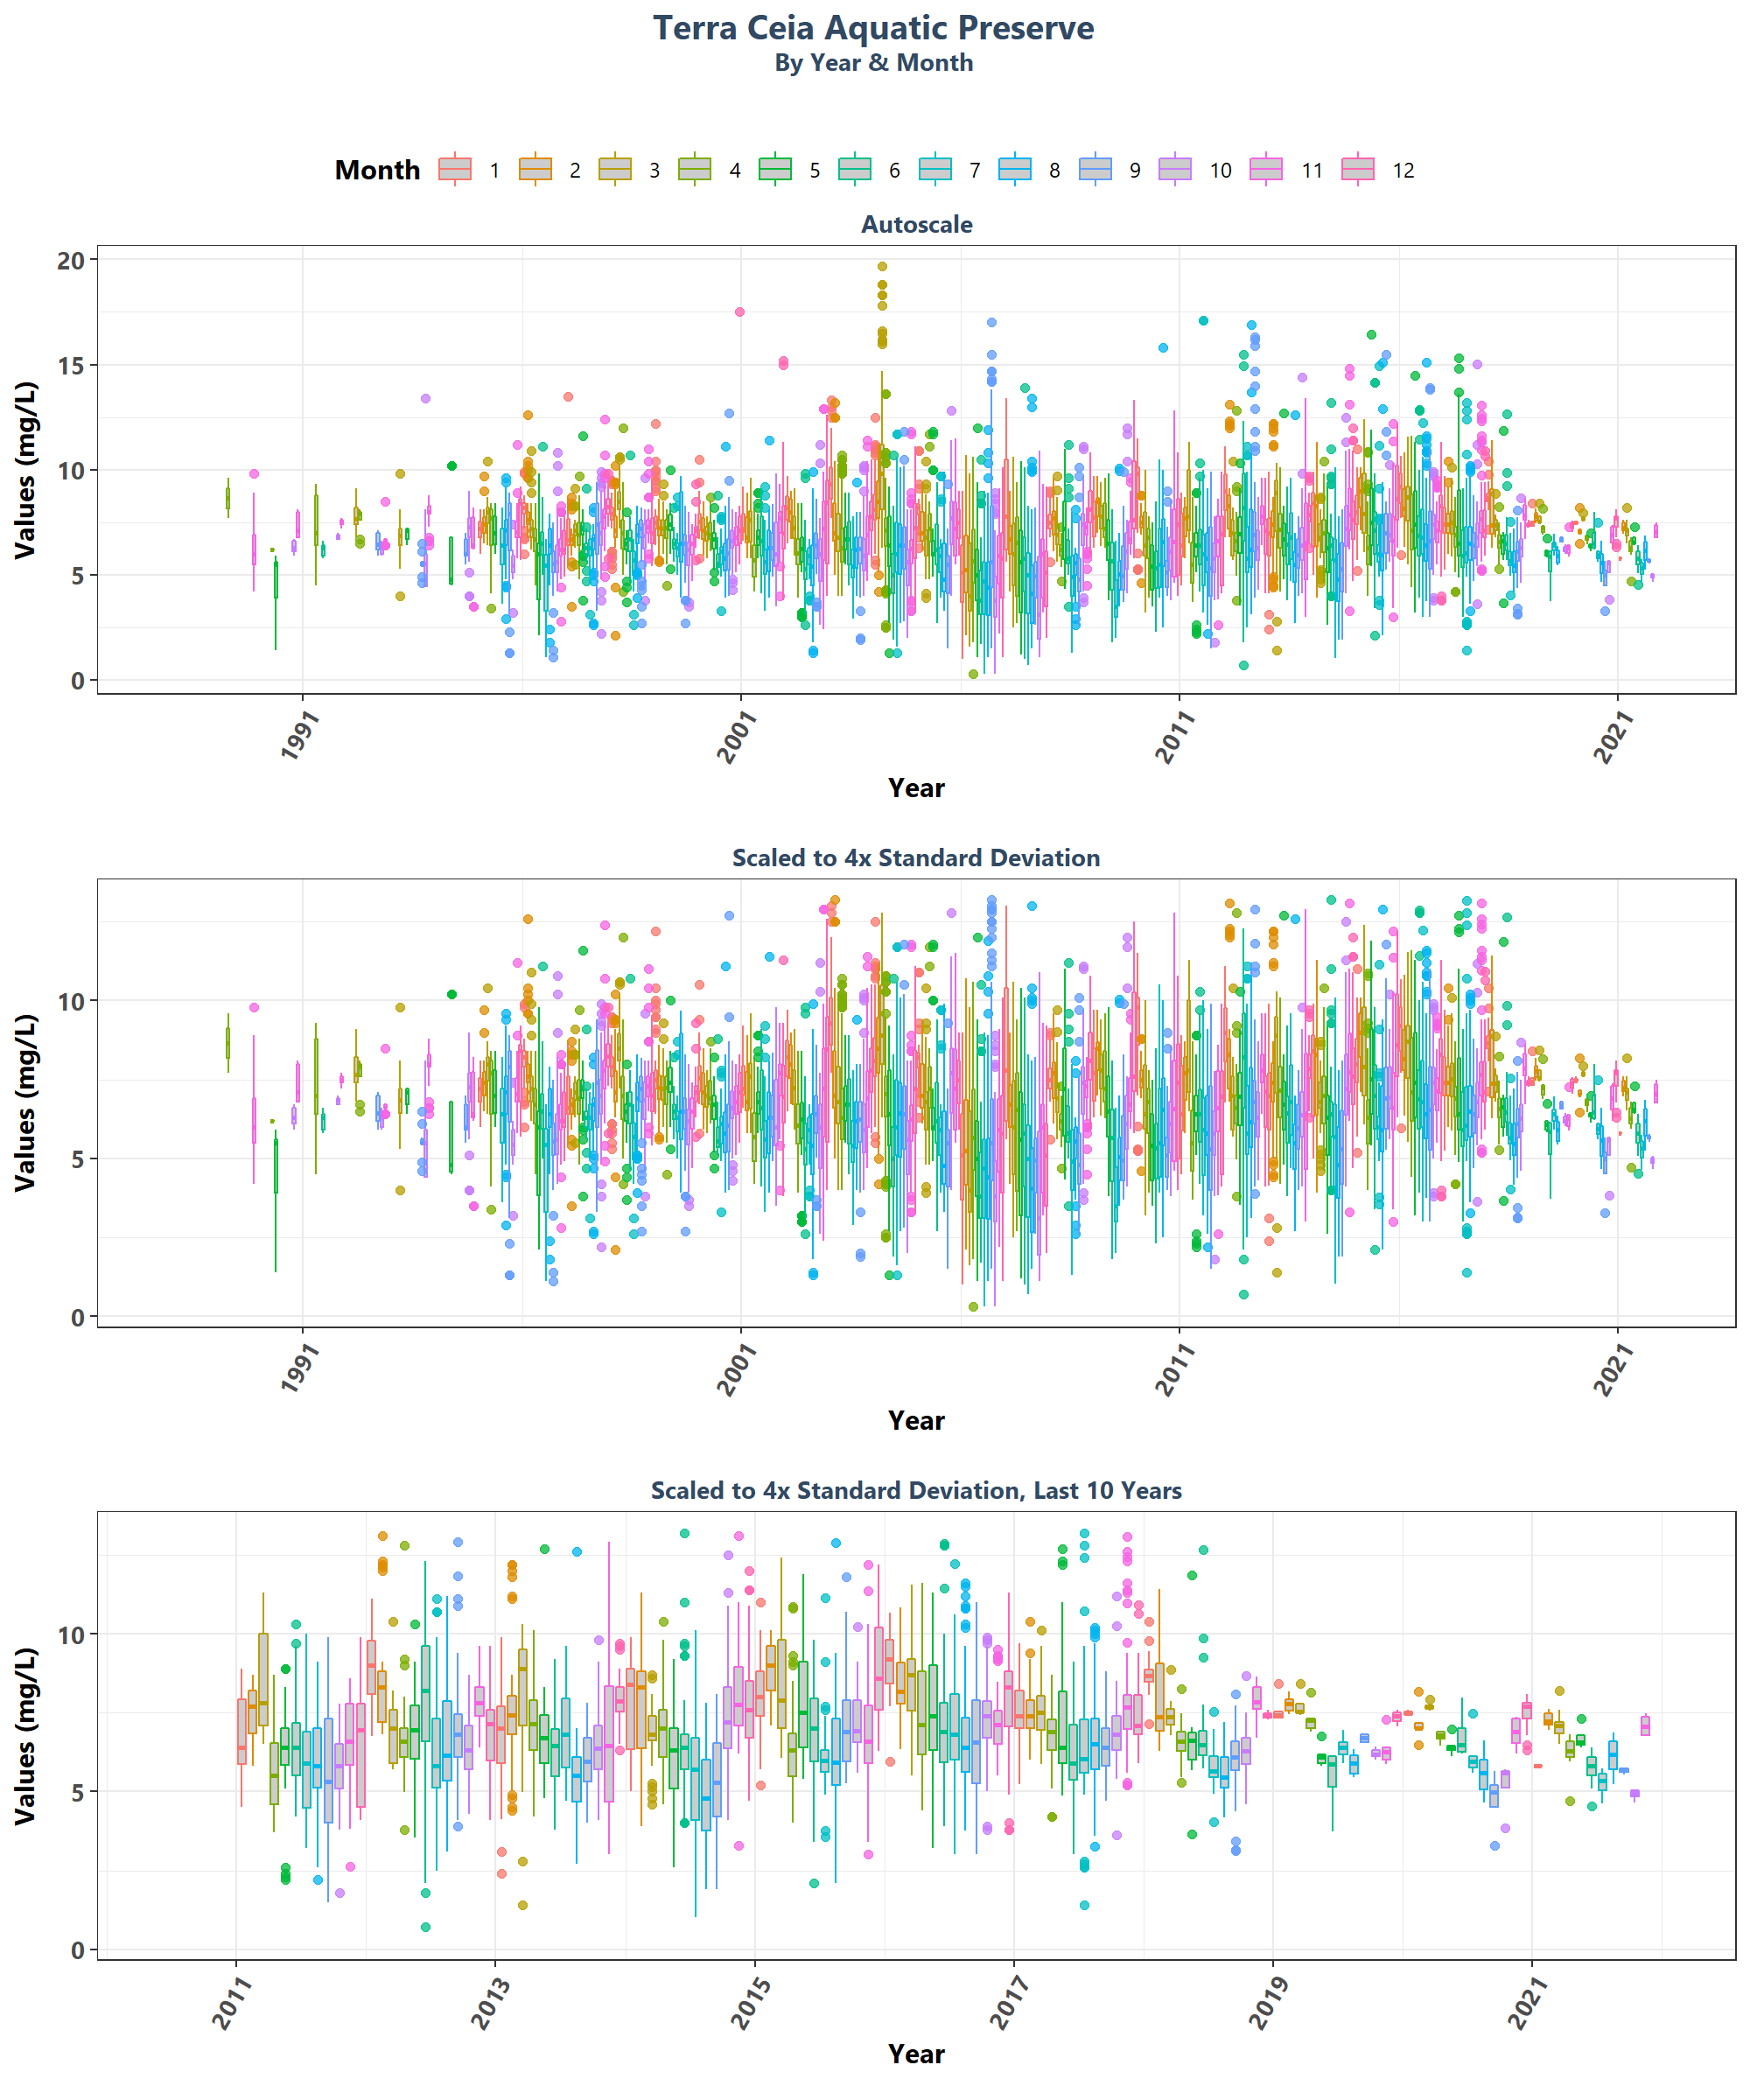 Terra Ceia Aquatic Preserve
By Year & Month
Month 1 2 3 4 5 6 7 8 9 10 11 12
Autoscale
Values (mg/L)
20
15
10
5
0
1991 2001 2011 2021
Year
Scaled to 4x Standard Deviation
Values (mg/L)
10
5
0
1991 2001 2011 2021
Year
Scaled to 4x Standard Deviation, Last 10 Years
Values (mg/L)
10
5
0
2011 2013 2015 2017 2019 2021
Year